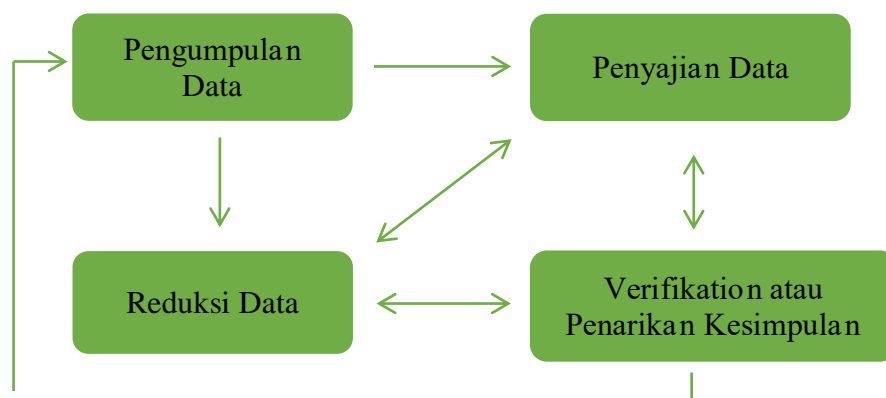 Pengumpulan
Data
Penyajian Data
Reduksi Data
Verifikation atau
Penarikan Kesimpulan